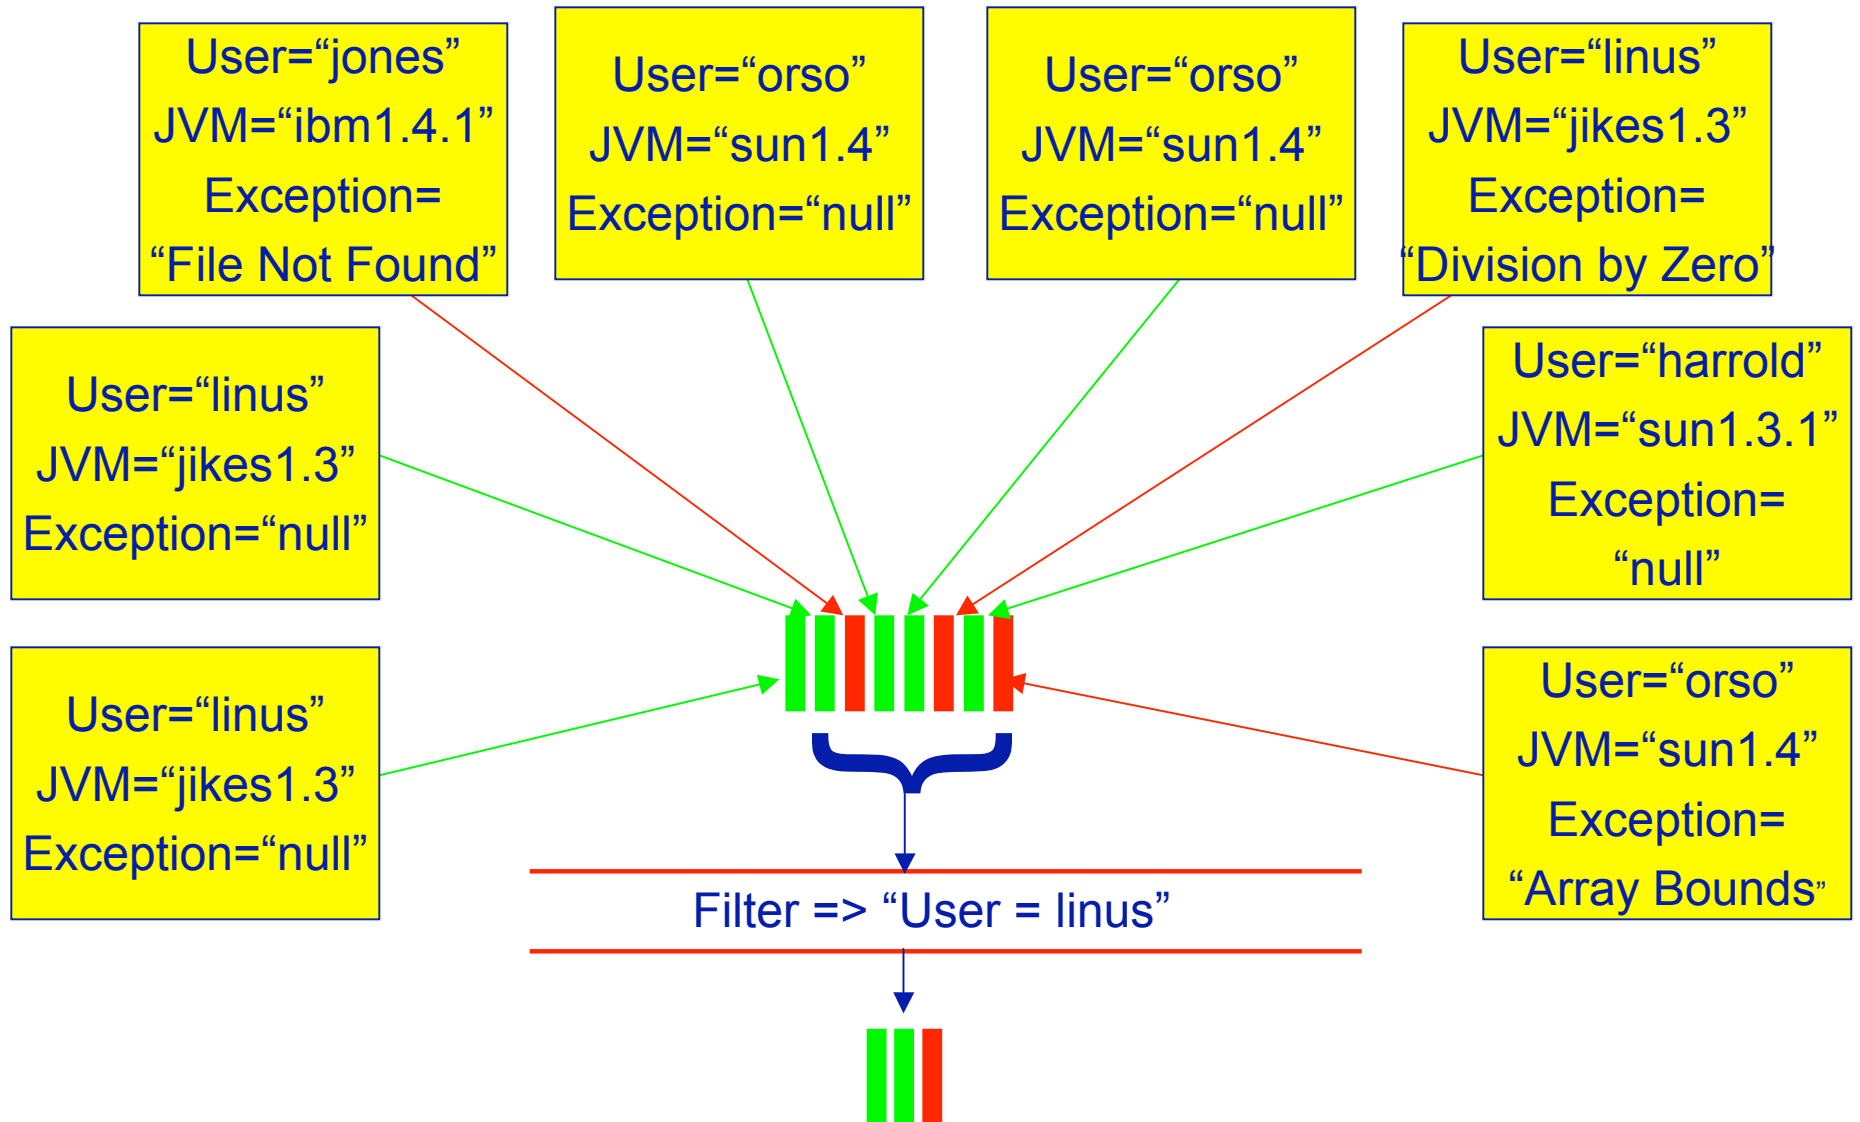 User=“jones”
JVM=“ibm1.4.1”
Exception=
“File Not Found”
User=“orso”
JVM=“sun1.4”
Exception=“null”
User=“orso”
JVM=“sun1.4”
Exception=“null”
User=“linus”
JVM=“jikes1.3”
Exception=
“Division by Zero”
User=“linus”
JVM=“jikes1.3”
Exception=“null”
User=“harrold”
JVM=“sun1.3.1”
Exception=
“null”
User=“linus”
JVM=“jikes1.3”
Exception=“null”
User=“orso”
JVM=“sun1.4”
Exception=
“Array Bounds”
Filter => “User = linus”